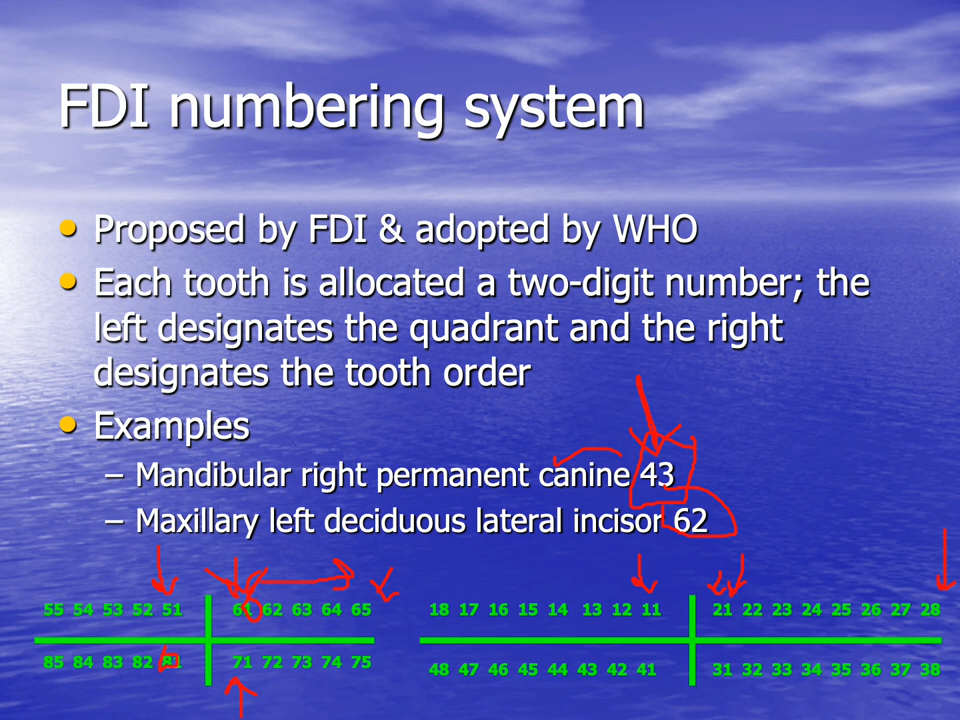 FDI numbering system
• Proposed by FDI & adopted by WHO
• Each tooth is allocated a two-digit number; the
left designates the quadrant and the right
designates the tooth order
• Examples
– Mandibular right permanent canine 43
– Maxillary left deciduous lateral incisor 62
55 54 53 52 51 61 62 63 64 65 18 17 16 15 14 13 12 11 21 22 23 24 25 26 27 28
85 84 83 82 81 71 72 73 74 75 48 47 46 45 44 43 42 41 31 32 33 34 35 36 37 38